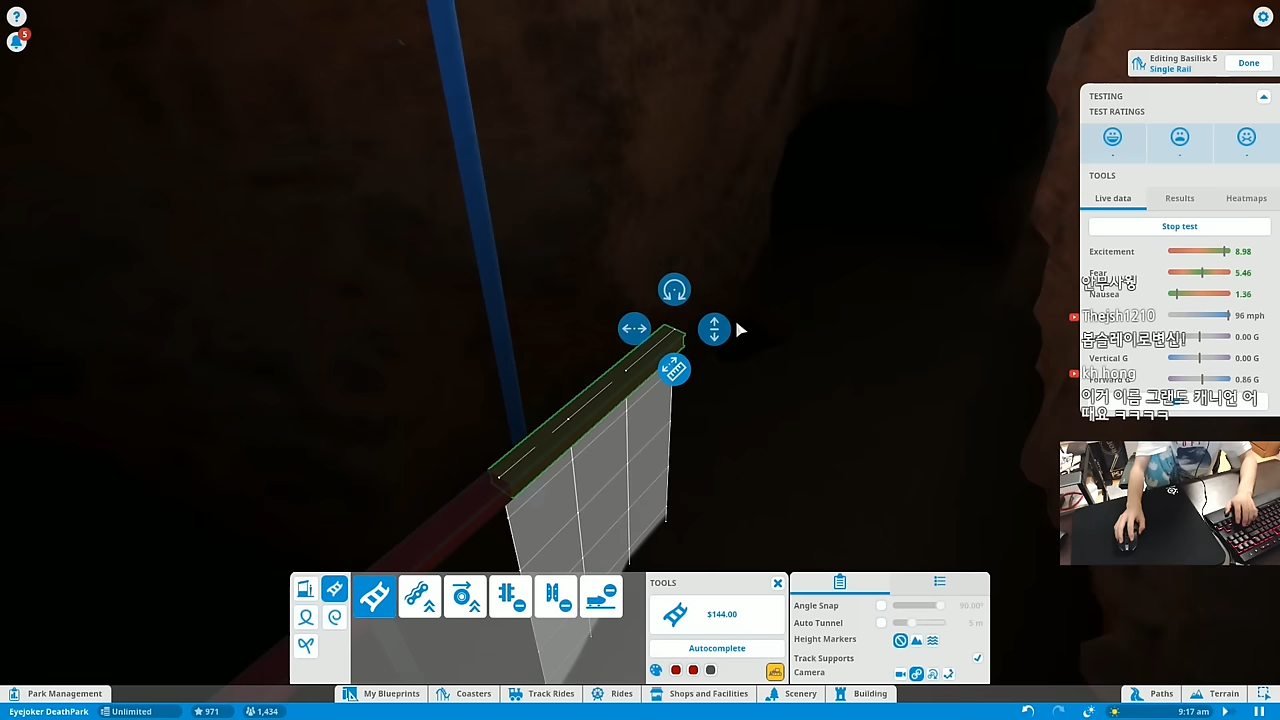 5
Editing Basilisk 5
Single Rail
Done
TESTING
TEST RATINGS
-
-
-
TOOLS
Live data
Results
Heatmaps
Stop test
Excitement
8.98
Fear
5.46
안무사웡
Nausea
1.36
Thejsh1210
96 mph
봅슬레이로변신!
0.00 G
Vertical G
0.00 G
kh hong
0.86 G
이거 이름 그랜드 캐니언 어
때요 ㅋㅋㅋㅋ
TOOLS
$144.00
Autocomplete
Angle Snap
90.00°
Auto Tunnel
5 m
Height Markers
Track Supports
Camera
Park Management
My Blueprints
Coasters
Track Rides
Rides
Shops and Facilities
Scenery
Building
Paths
Terrain
Eyejoker DeathPark
Unlimited
971
1,434
9:17 am